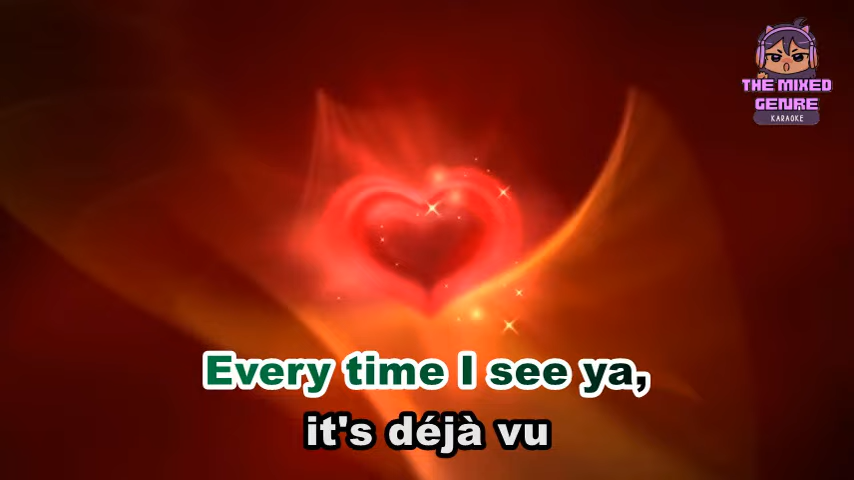 THE MIXED
GENRE
KARAOKE
Every time I see ya,
it's déjà vu